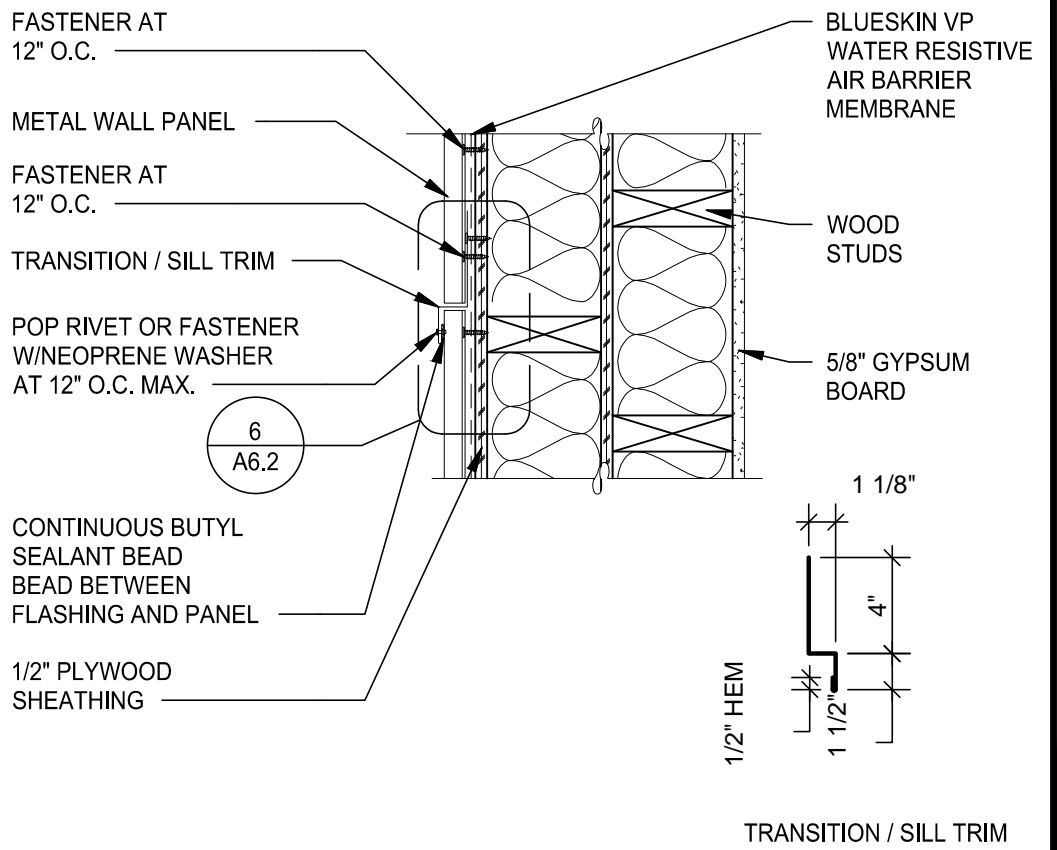 FASTENER AT
12" O.C.
METAL WALL PANEL
FASTENER AT
12" O.C.
TRANSITION / SILL TRIM
POP RIVET OR FASTENER
W/NEOPRENE WASHER
AT 12" O.C. MAX.
6
A6.2
CONTINUOUS BUTYL
SEALANT BEAD
BEAD BETWEEN
FLASHING AND PANEL
1/2" PLYWOOD
SHEATHING
BLUESKIN VP
WATER RESISTIVE
AIR BARRIER
MEMBRANE
WOOD
STUDS
5/8" GYPSUM
BOARD
1 1/8"
4"
1/2" HEM
1 1/2"
TRANSITION / SILL TRIM